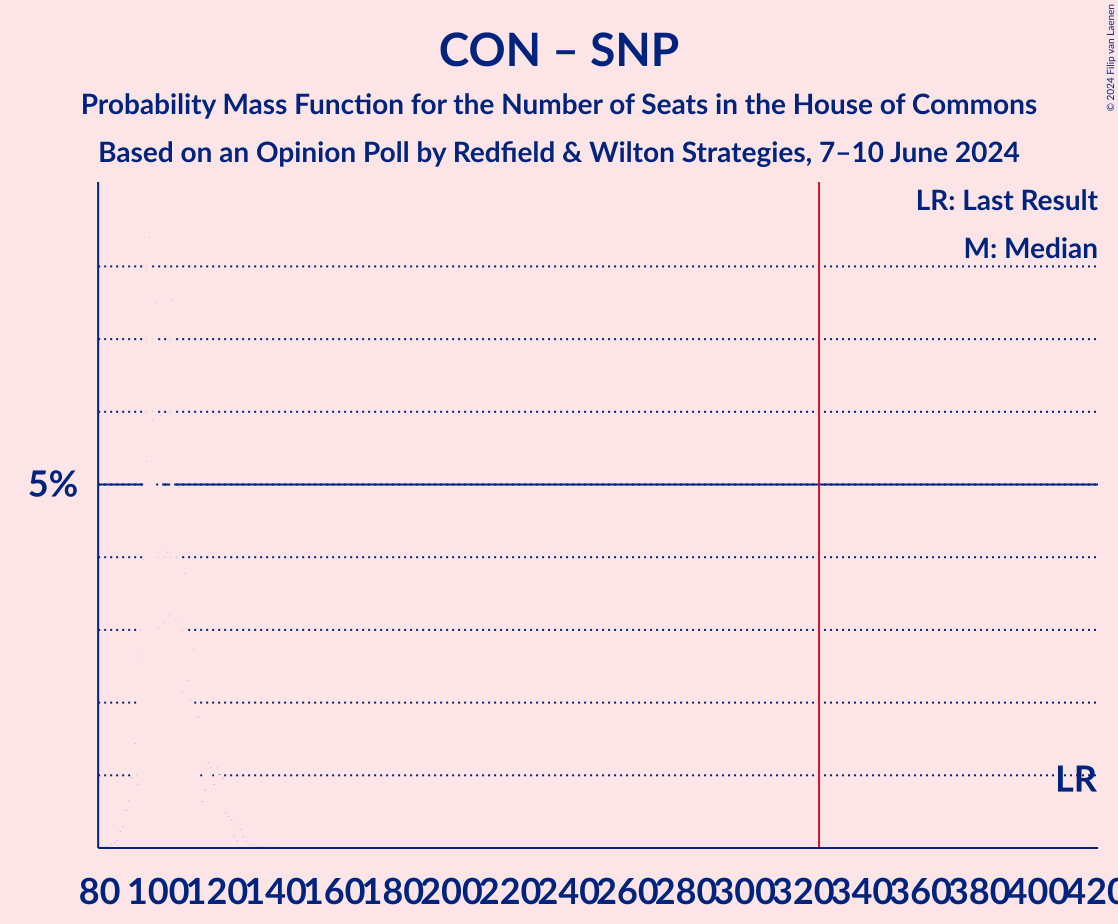 CON – SNP
Probability Mass Function for the Number of Seats in the House of Commons
Based on an Opinion Poll by Redfield & Wilton Strategies, 7–10 June 2024
© 2024 Filip van Laenen
LR: Last Result
M: Median
5%
LR
80 100 120 140 160 180 200 220 240 260 280 300 320 340 360 380 400 420